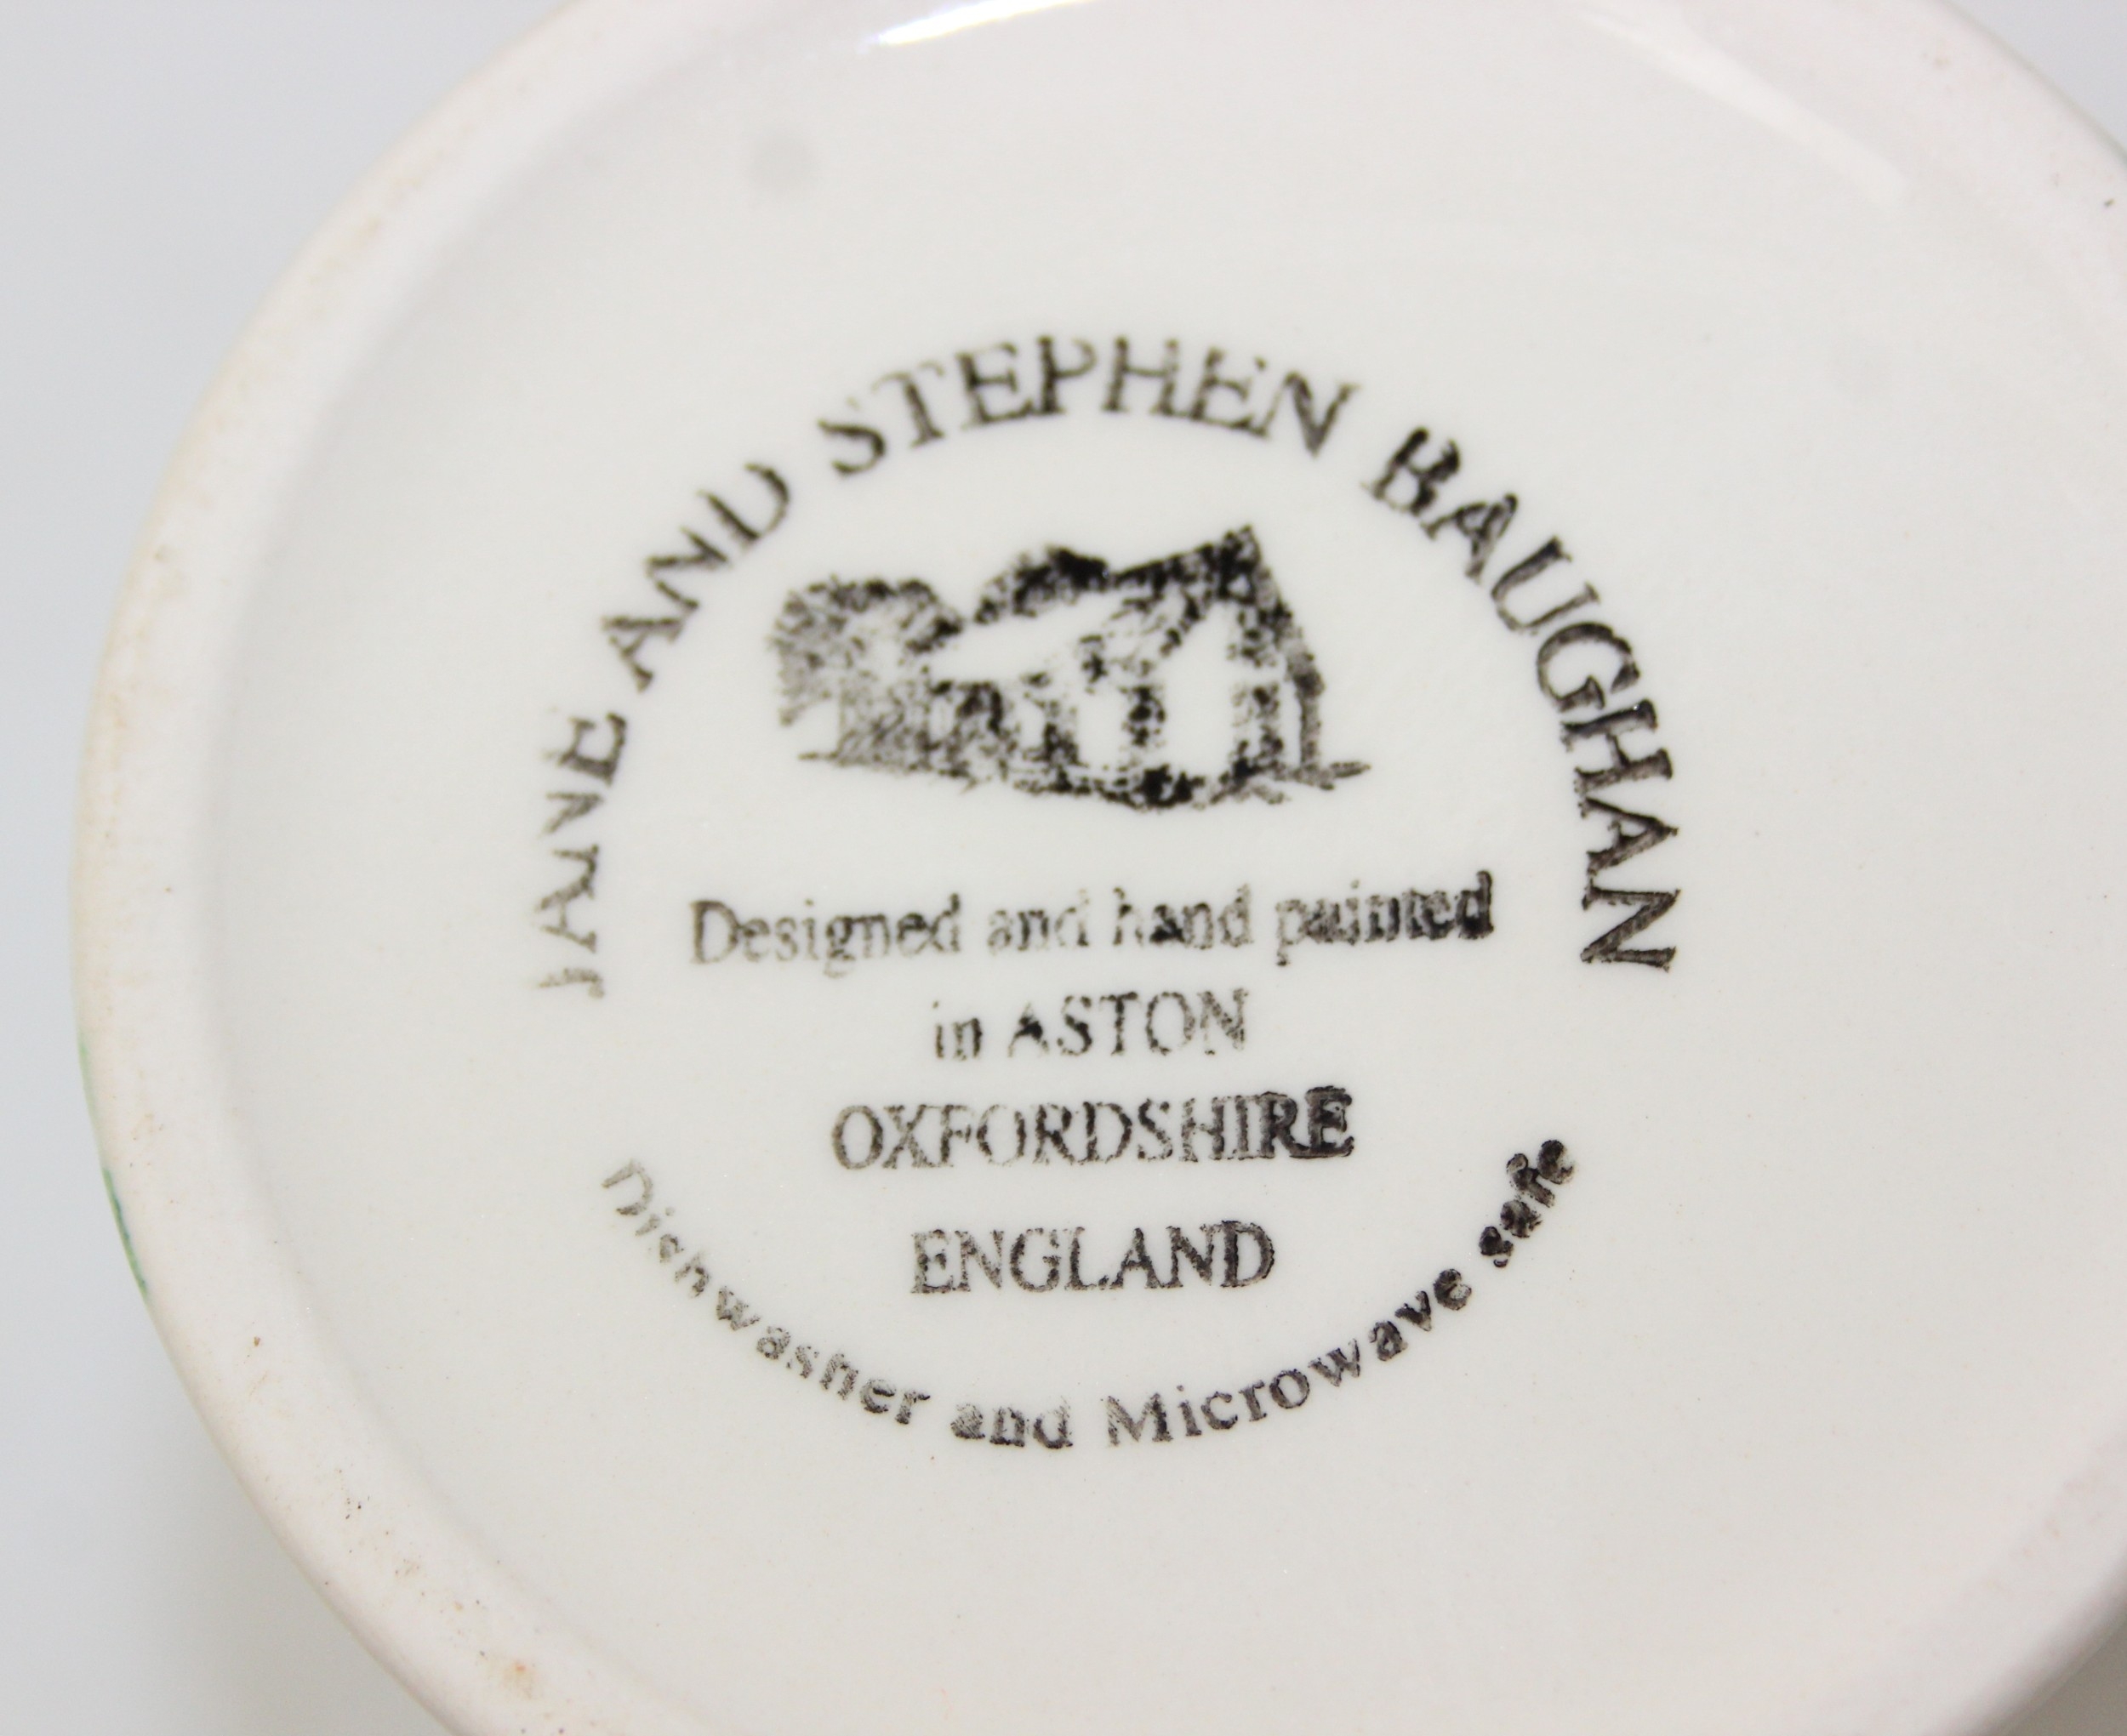 JANE AND STEPHEN BAUGHAN
Designed and hand painted
in ASTON
OXFORDSHIRE
ENGLAND
Dishwasher and Microwave safe